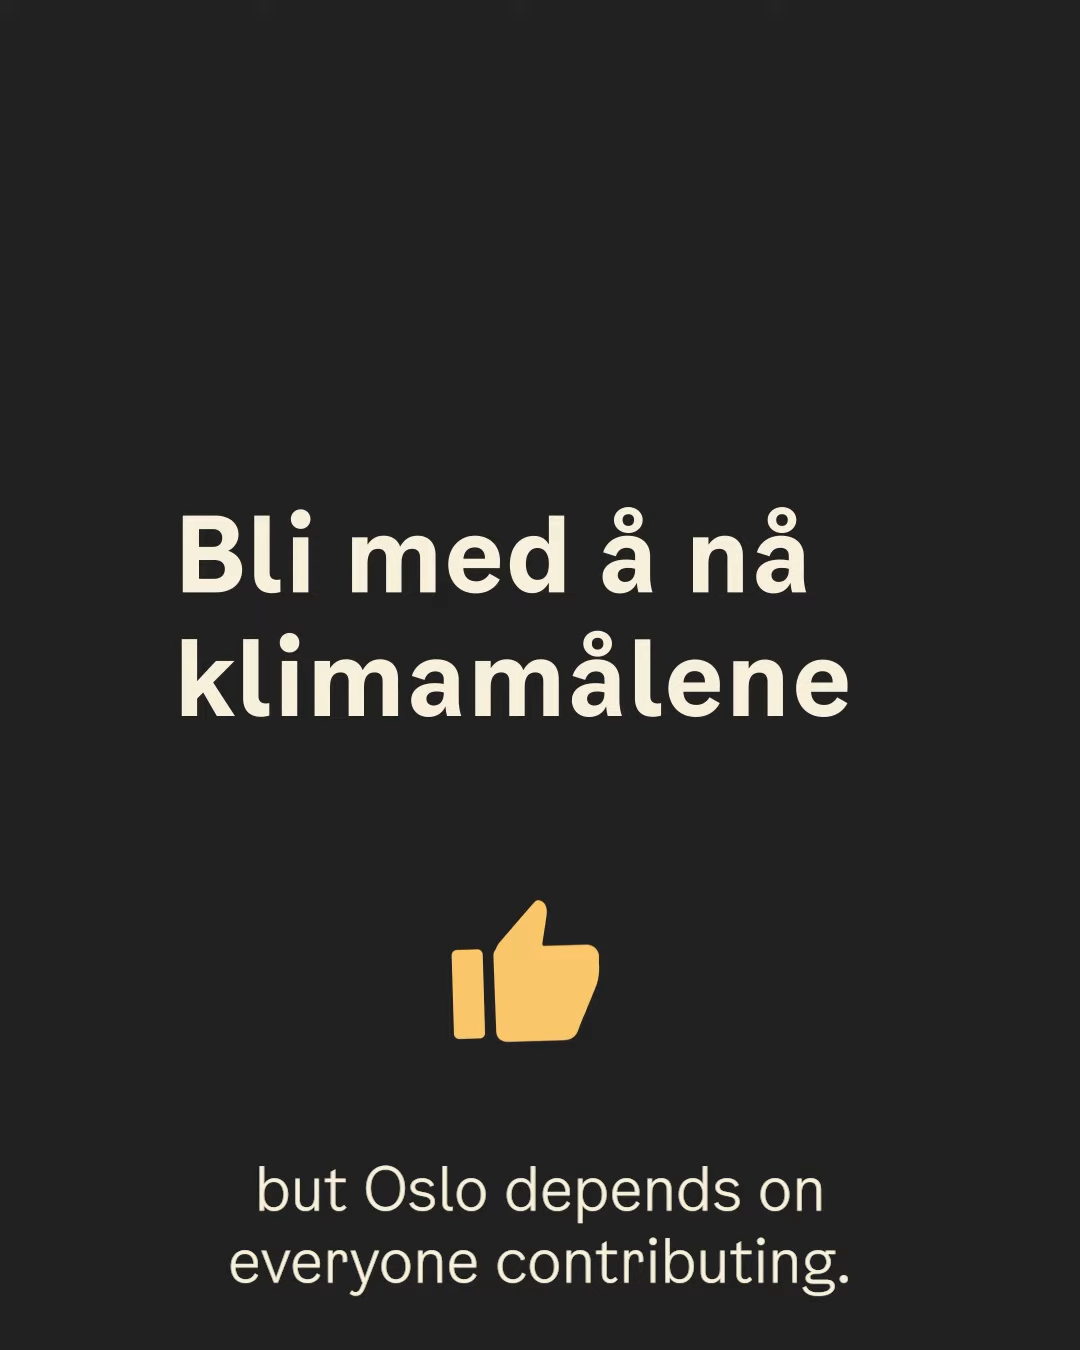 Bli med å nå
klimamålene
but Oslo depends on
everyone contributing.